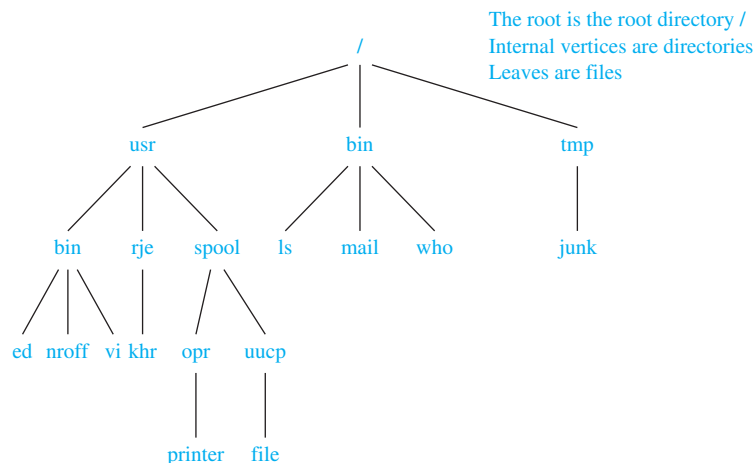 The root is the root directory /
Internal vertices are directories
Leaves are files
/
usr bin tmp
bin rje spool ls mail who junk
ed nroff vi khr opr uucp
printer file